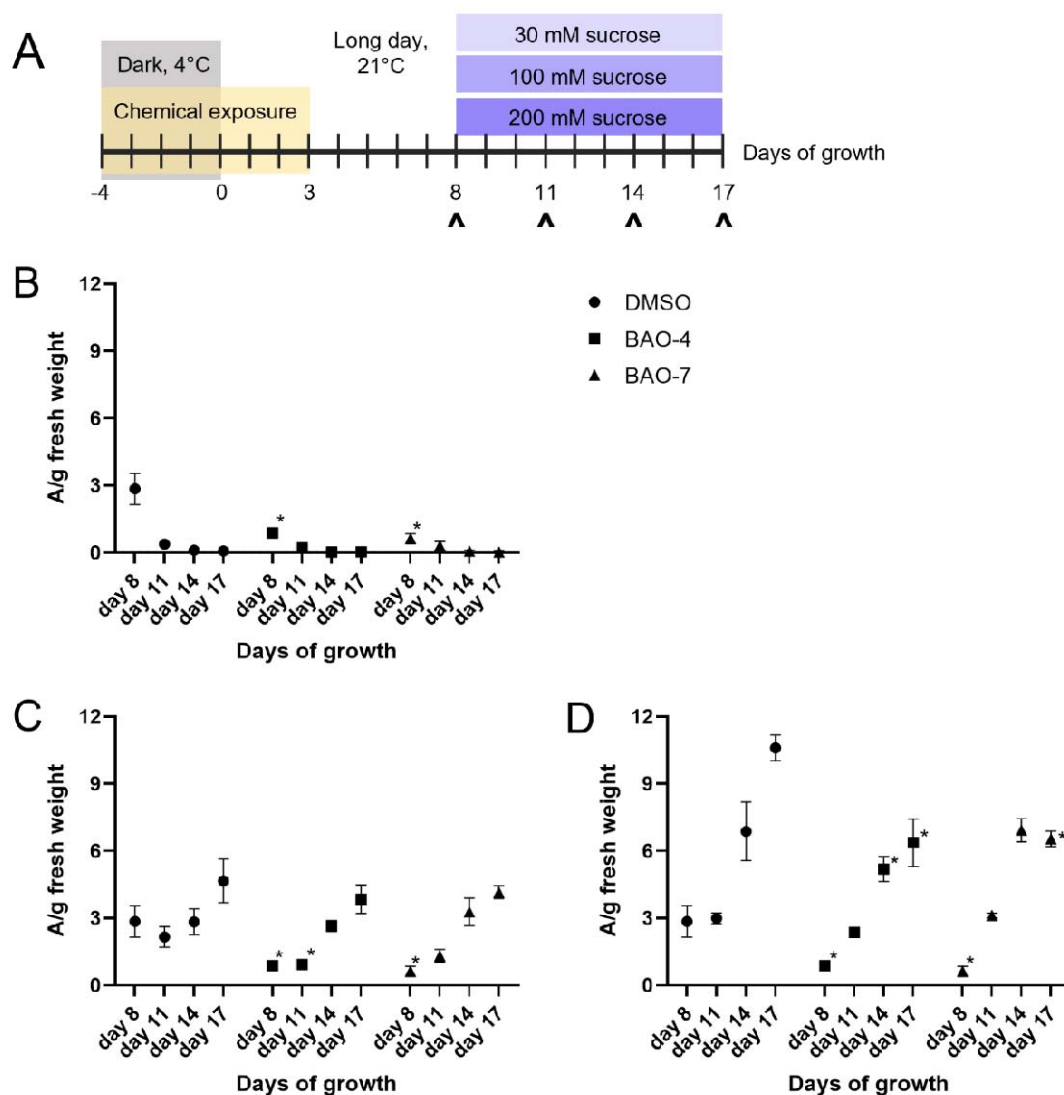 A
Dark, 4°C
Chemical exposure
Long day,
21°C
30 mM sucrose
100 mM sucrose
200 mM sucrose
Days of growth
-4 0 3 8 11 14 17
^ ^ ^ ^
B
A/g fresh weight
12
9
6
3
0
day 8 day 11 day 14 day 17 day 8 day 11 day 14 day 17 day 8 day 11 day 14 day 17
* *
Days of growth
DMSO
BAO-4
BAO-7
C
A/g fresh weight
12
9
6
3
0
* * *
day 8 day 11 day 14 day 17 day 8 day 11 day 14 day 17 day 8 day 11 day 14 day 17
Days of growth
D
A/g fresh weight
12
9
6
3
0
* * * * *
day 8 day 11 day 14 day 17 day 8 day 11 day 14 day 17 day 8 day 11 day 14 day 17
Days of growth